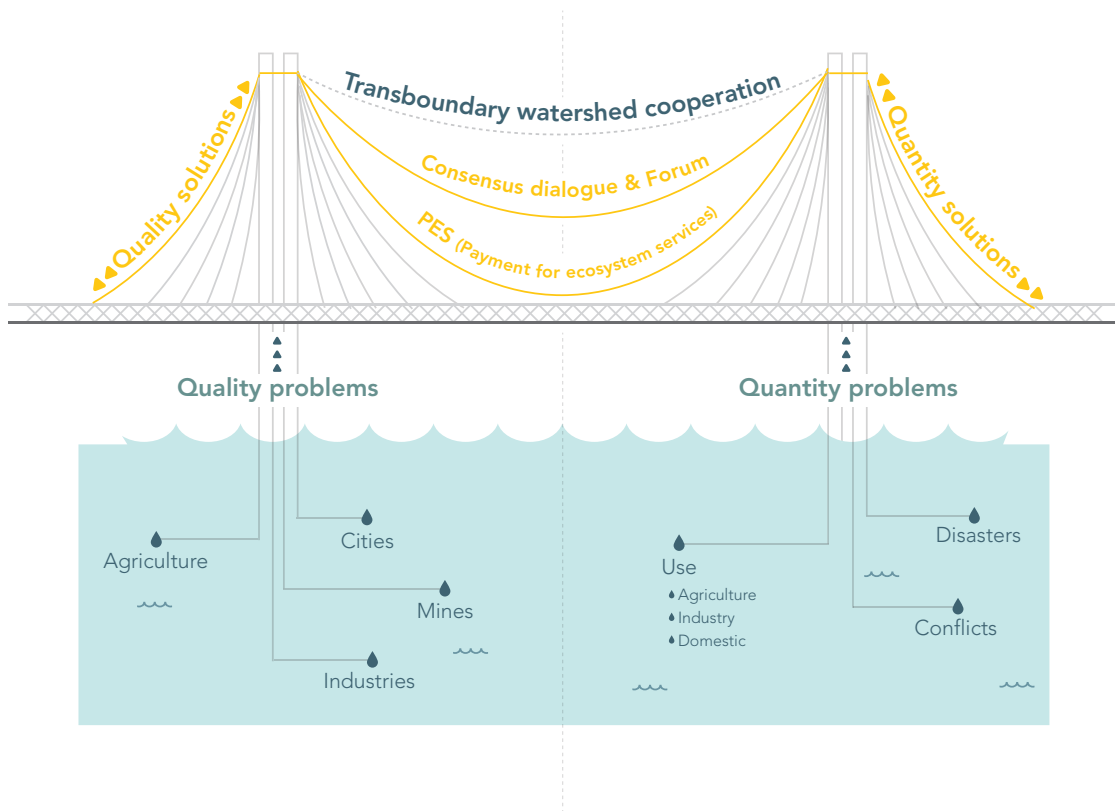 Transboundary watershed cooperation
Quality solutions
Consensus dialogue & Forum
Quantity solutions
PES (Payment for ecosystem services)
Quality problems
Quantity problems
Cities
Agriculture
Mines
Industries
Disasters
Use
Agriculture
Industry
Domestic
Conflicts